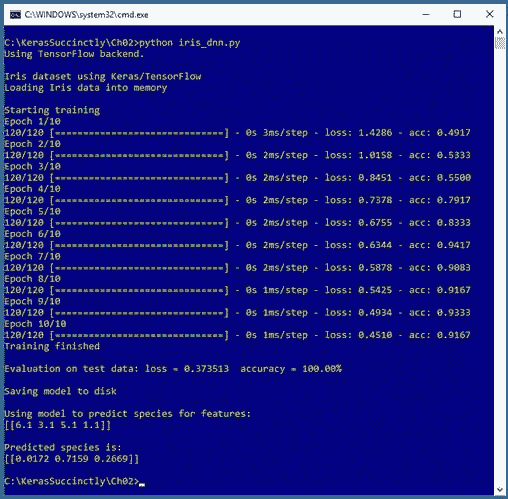 C:\WINDOWS\system32\cmd.exe
C:\KerasSuccinctly\Ch02>python iris_dnn.py
Using TensorFlow backend.
Iris dataset using Keras/TensorFlow
Loading Iris data into memory
Starting training
Epoch 1/10
120/120 [==============================] - 0s 3ms/step - loss: 1.4286 - acc: 0.4917
Epoch 2/10
120/120 [==============================] - 0s 2ms/step - loss: 1.0158 - acc: 0.5333
Epoch 3/10
120/120 [==============================] - 0s 2ms/step - loss: 0.8451 - acc: 0.5500
Epoch 4/10
120/120 [==============================] - 0s 2ms/step - loss: 0.7378 - acc: 0.7917
Epoch 5/10
120/120 [==============================] - 0s 2ms/step - loss: 0.6755 - acc: 0.8333
Epoch 6/10
120/120 [==============================] - 0s 2ms/step - loss: 0.6344 - acc: 0.9417
Epoch 7/10
120/120 [==============================] - 0s 2ms/step - loss: 0.5878 - acc: 0.9083
Epoch 8/10
120/120 [==============================] - 0s 1ms/step - loss: 0.5425 - acc: 0.9167
Epoch 9/10
120/120 [==============================] - 0s 1ms/step - loss: 0.4934 - acc: 0.9333
Epoch 10/10
120/120 [==============================] - 0s 1ms/step - loss: 0.4510 - acc: 0.9167
Training finished
Evaluation on test data: loss = 0.373513  accuracy = 100.00%
Saving model to disk
Using model to predict species for features:
[[6.1 3.1 5.1 1.1]]
Predicted species is:
[[0.0172 0.7159 0.2669]]
C:\KerasSuccinctly\Ch02>